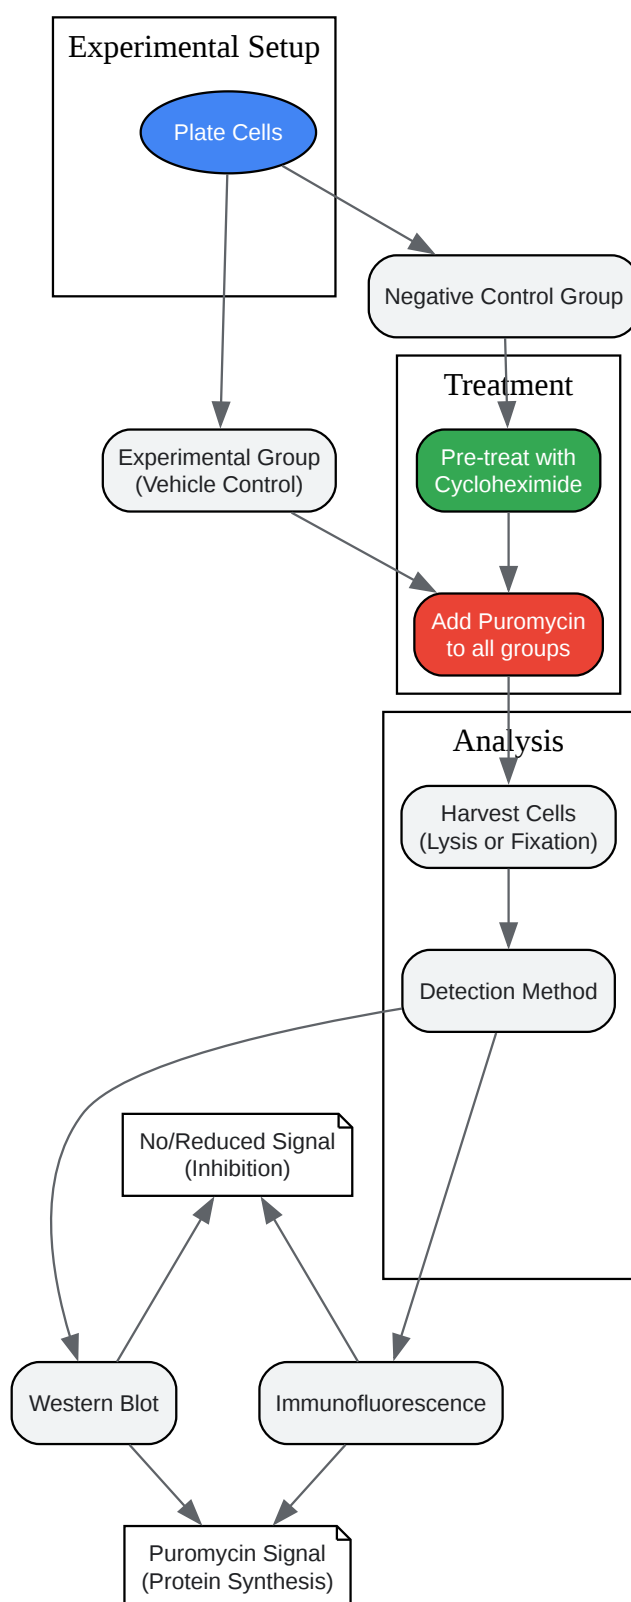 Experimental Setup
Plate Cells
Negative Control Group
Treatment
Experimental Group
(Vehicle Control)
Pre-treat with
Cycloheximide
Add Puromycin
to all groups
Analysis
Harvest Cells
(Lysis or Fixation)
Detection Method
No/Reduced Signal
(Inhibition)
Western Blot
Immunofluorescence
Puromycin Signal
(Protein Synthesis)